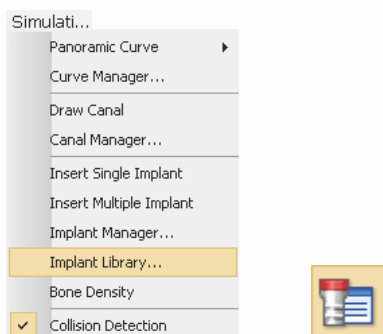 Simulati...
Panoramic Curve
Curve Manager...
Draw Canal
Canal Manager...
Insert Single Implant
Insert Multiple Implant
Implant Manager...
Implant Library...
Bone Density
Collision Detection